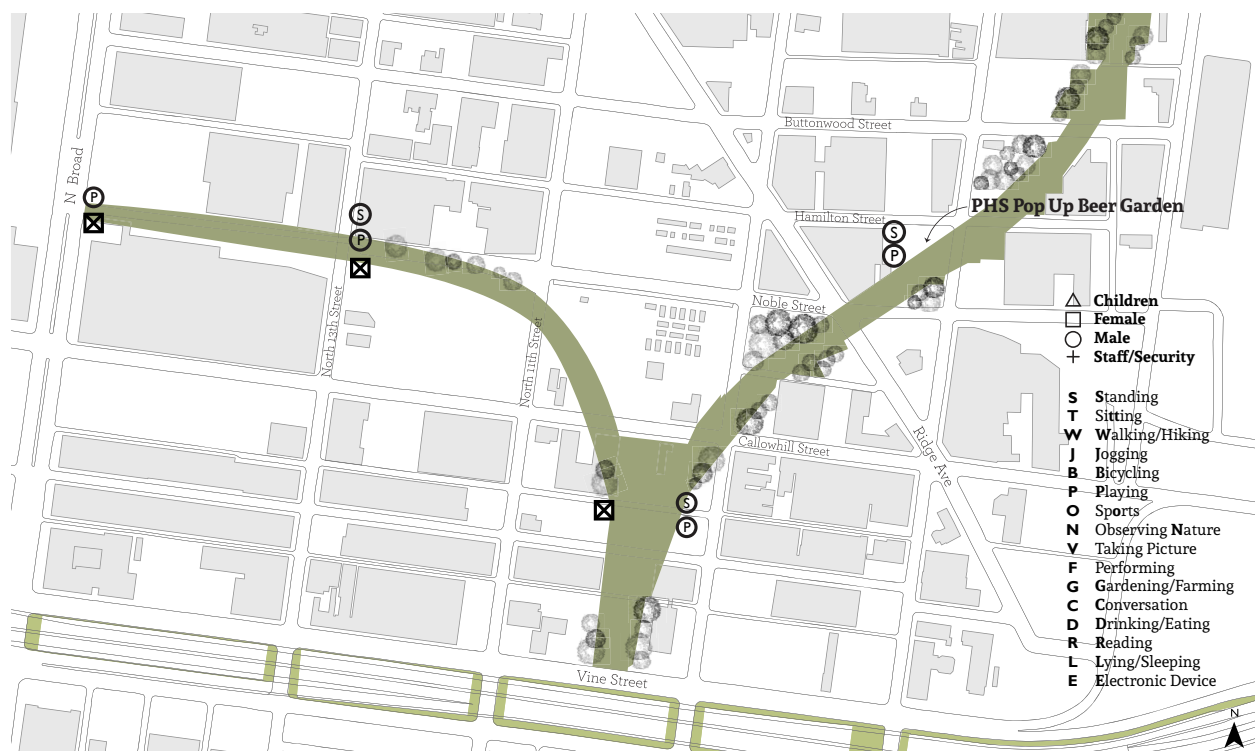 Buttonwood Street
N Broad
P
S
P
PHS Pop Up Beer Garden
Hamilton Street
S
P
North 13th Street
North 11th Street
Noble Street
Callowhill Street
Ridge Ave
S
P
Vine Street
Children
Female
Male
Staff/Security
S Standing
T Sitting
W Walking/Hiking
J Jogging
B Bicycling
P Playing
O Sports
N Observing Nature
V Taking Picture
F Performing
G Gardening/Farming
C Conversation
D Drinking/Eating
R Reading
L Lying/Sleeping
E Electronic Device
N